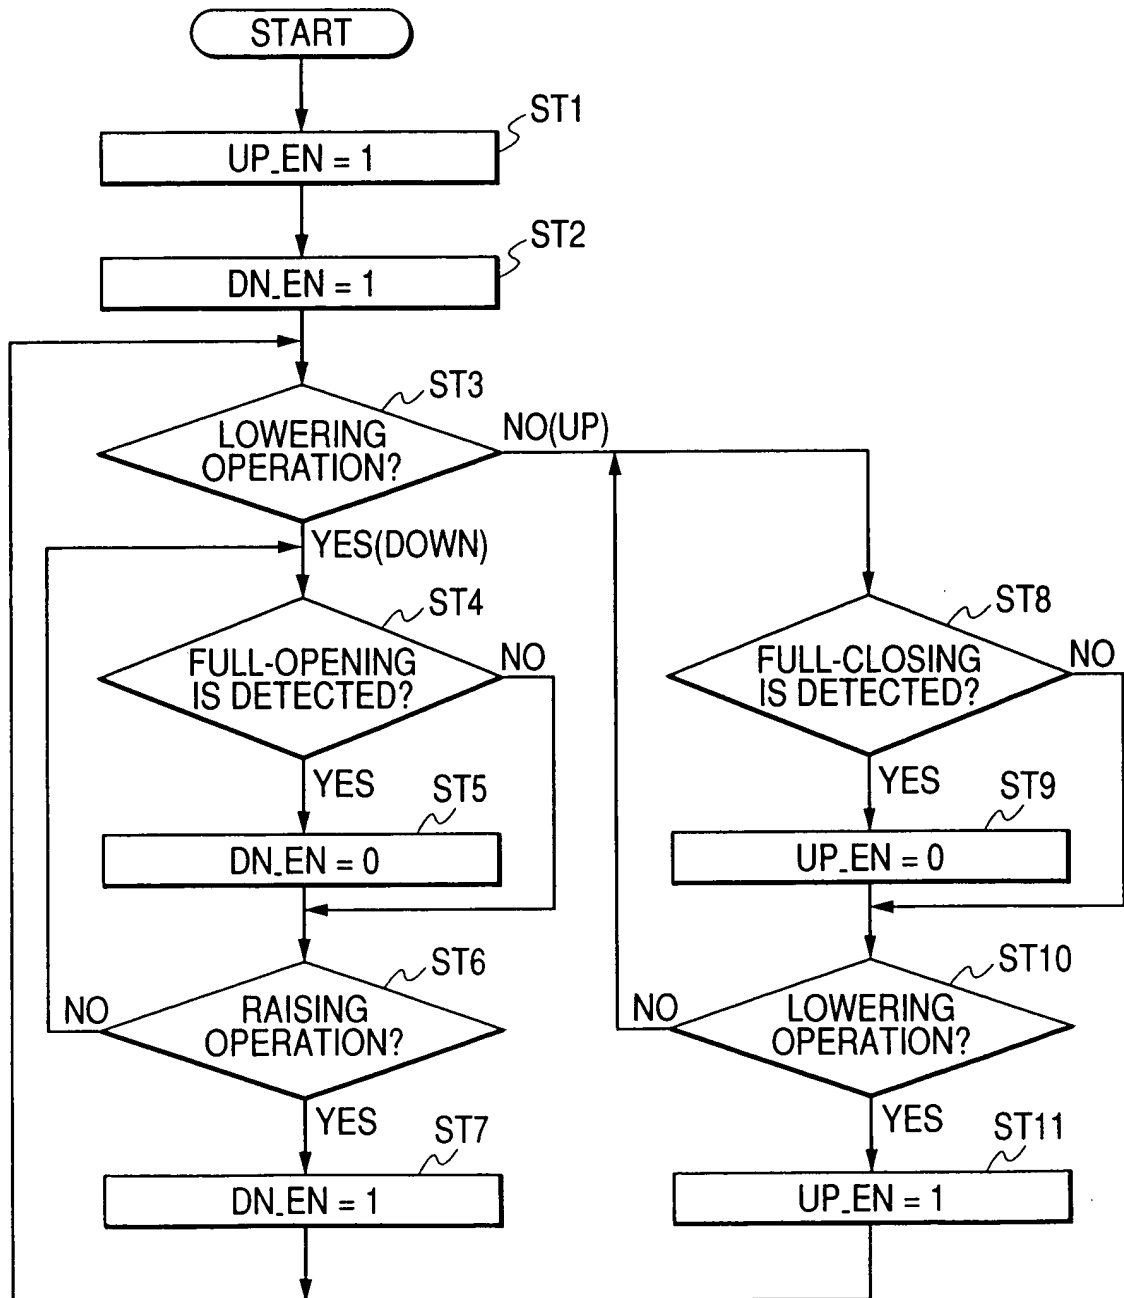 START
ST1
UP_EN = 1
ST2
DN_EN = 1
ST3
LOWERING
OPERATION?
NO(UP)
YES(DOWN)
ST4
FULL-OPENING
IS DETECTED?
NO
YES
ST5
DN_EN = 0
ST6
RAISING
OPERATION?
NO
YES
ST7
DN_EN = 1
ST8
FULL-CLOSING
IS DETECTED?
NO
YES
ST9
UP_EN = 0
ST10
LOWERING
OPERATION?
NO
YES
ST11
UP_EN = 1